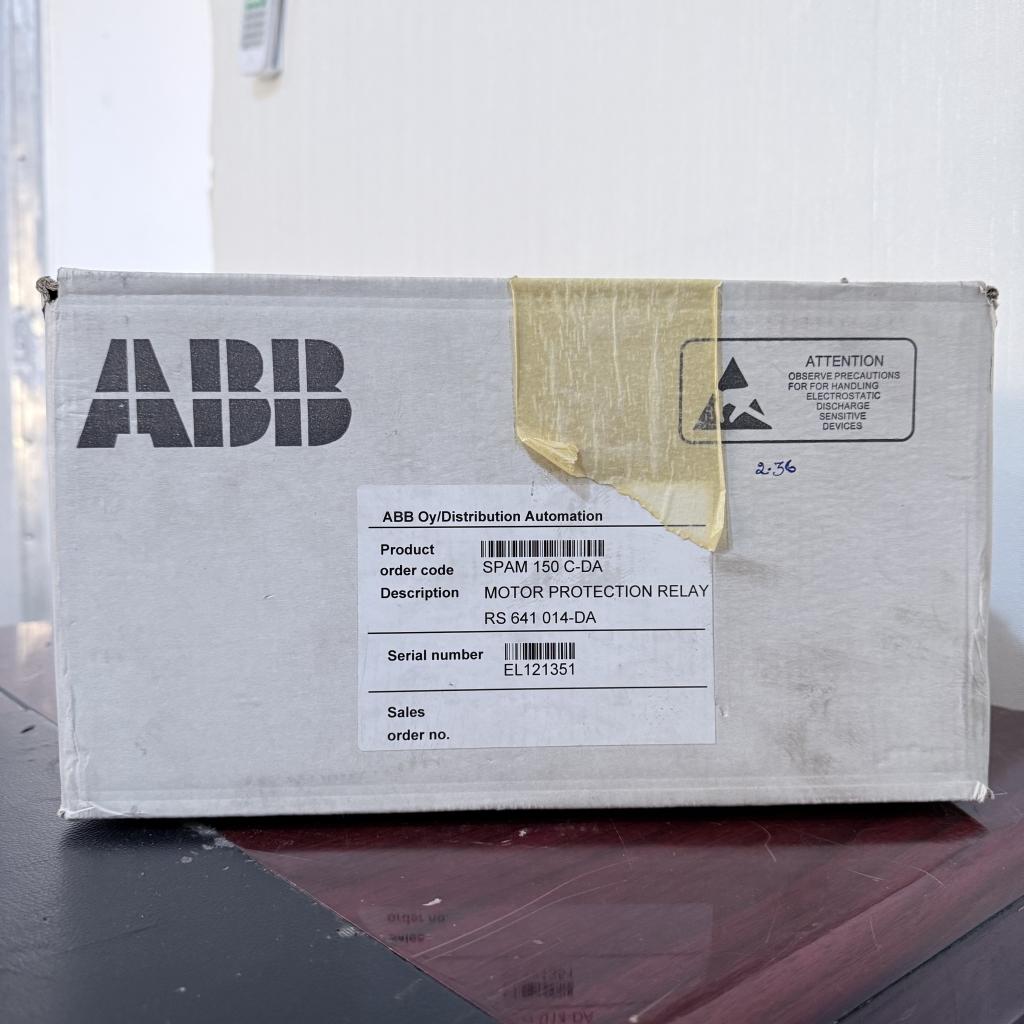 ABB
ATTENTION
OBSERVE PRECAUTIONS
FOR FOR HANDLING
ELECTROSTATIC
DISCHARGE
SENSITIVE
DEVICES
2.36
ABB Oy/Distribution Automation
Product
order code SPAM 150 C-DA
Description MOTOR PROTECTION RELAY
RS 641 014-DA
Serial number
EL121351
Sales
order no.